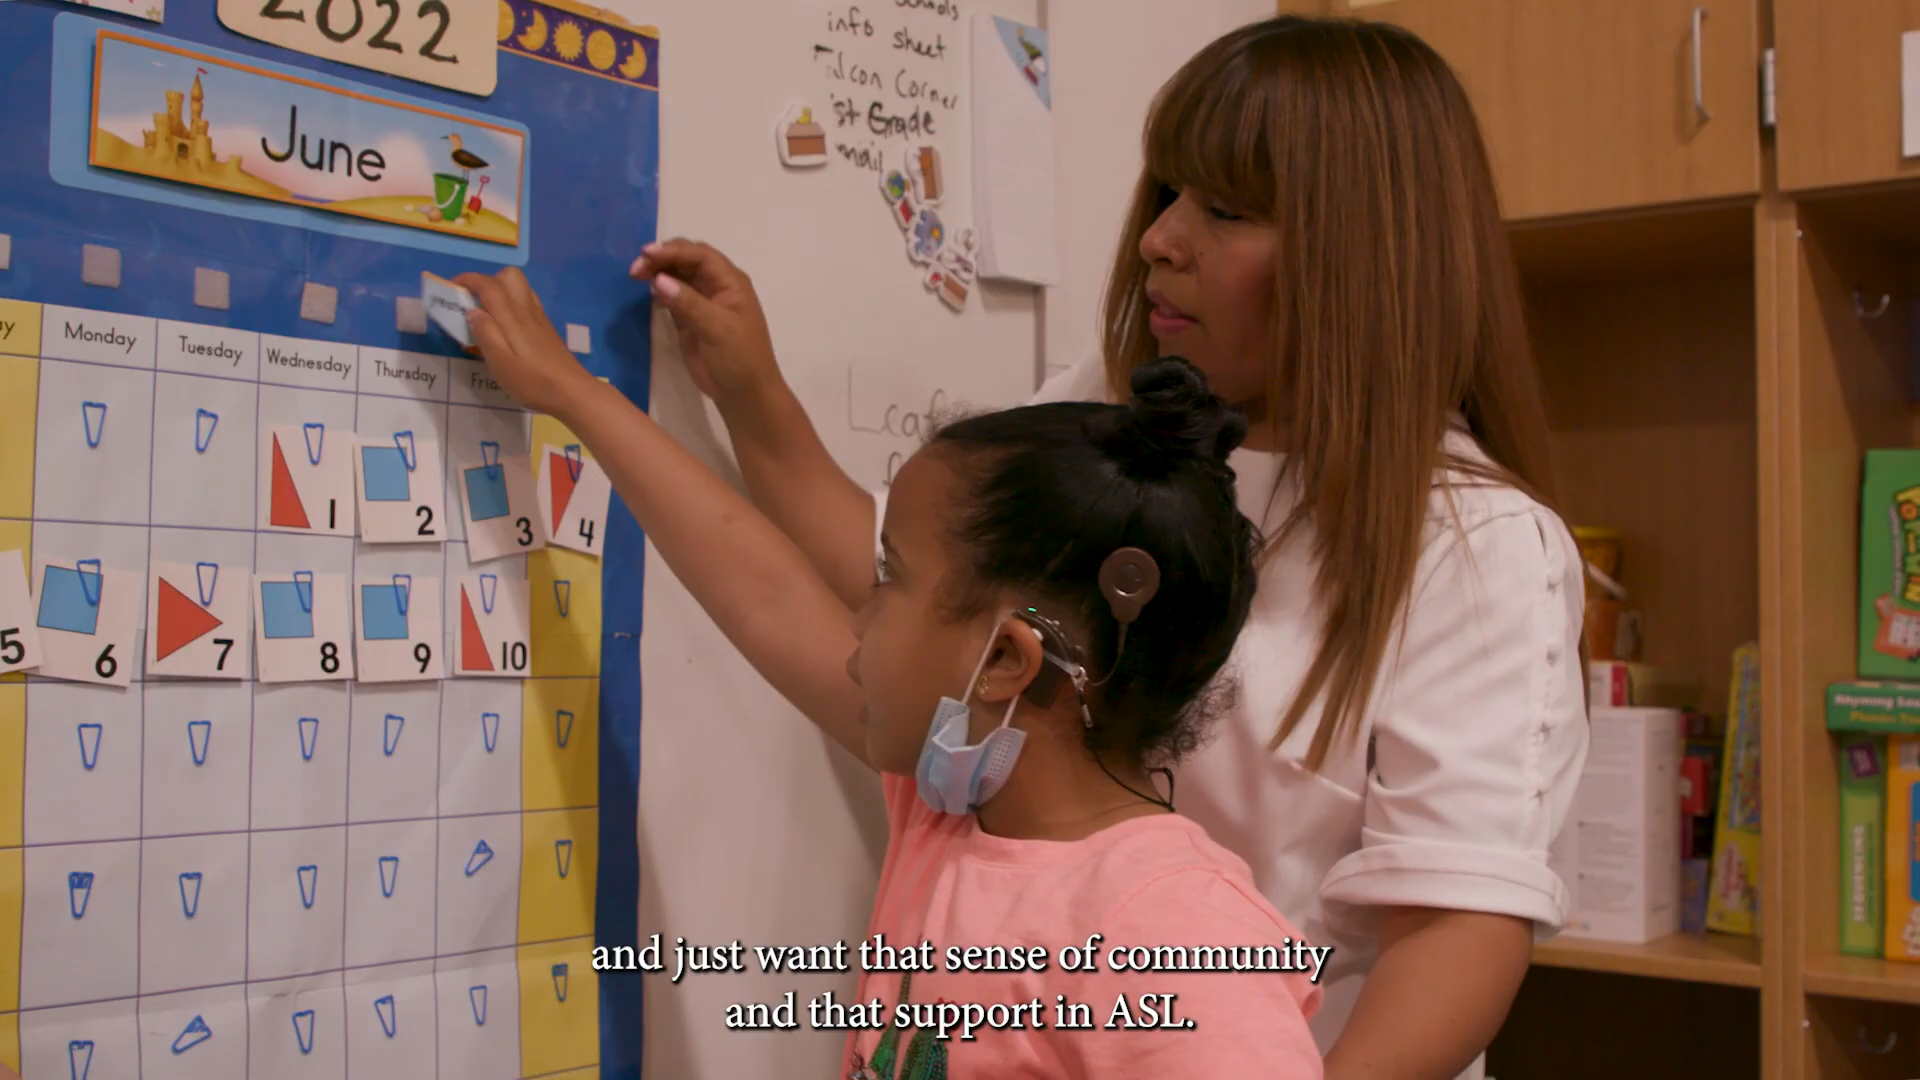 2022
June
info sheet
Corner
1st Grade
mail
Monday
Tuesday
Wednesday
Thursday
1
2
3
4
5
6
7
8
9
10
and just want that sense of community
and that support in ASL.